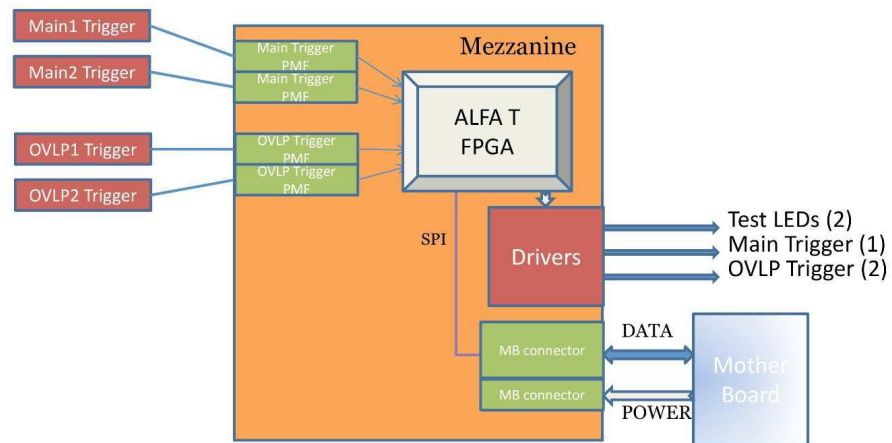 Main1 Trigger
Main2 Trigger
OVLP1 Trigger
OVLP2 Trigger
Mezzanine
Main Trigger
PMF
Main Trigger
PMF
OVLP Trigger
PMF
OVLP Trigger
PMF
ALFA T
FPGA
SPI
Drivers
Test LEDs (2)
Main Trigger (1)
OVLP Trigger (2)
MB connector
MB connector
DATA
POWER
Mother
Board